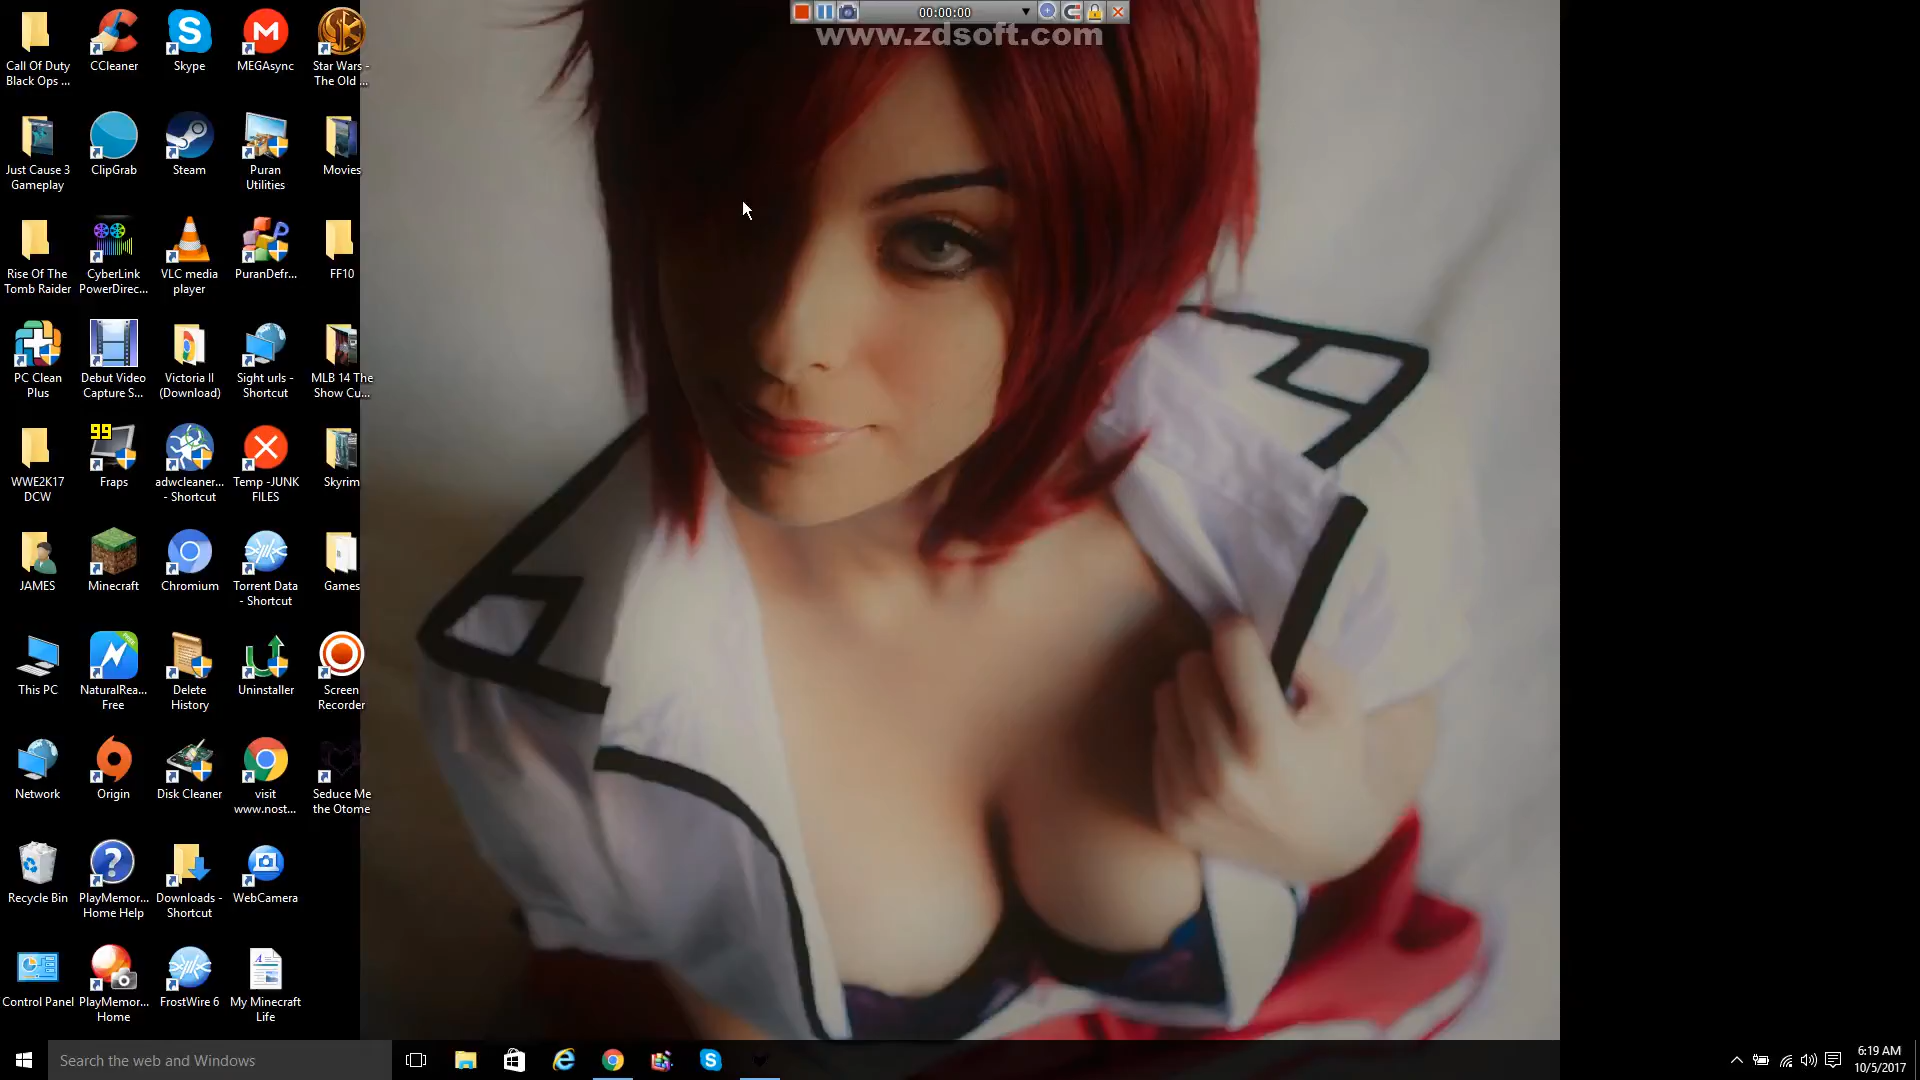 00:00:00
www.zdsoft.com
Call Of Duty
Black Ops ...
CCleaner
Skype
MEGAsync
Star Wars -
The Old ...
Just Cause 3
Gameplay
ClipGrab
Steam
Puran
Utilities
Movies
Rise Of The
Tomb Raider
CyberLink
PowerDirec...
VLC media
player
PuranDefr...
FF10
PC Clean
Plus
Debut Video
Capture S...
Victoria II
(Download)
Sight urls -
Shortcut
MLB 14 The
Show Cu...
WWE2K17
DCW
99
Fraps
adwcleaner...
- Shortcut
Temp -JUNK
FILES
Skyrim
JAMES
Minecraft
Chromium
Torrent Data
- Shortcut
Games
This PC
NaturalRea...
Free
Delete
History
Uninstaller
Screen
Recorder
Network
Origin
Disk Cleaner
visit
www.nost...
Seduce Me
the Otome
Recycle Bin
PlayMemor...
Home Help
Downloads -
Shortcut
WebCamera
Control Panel
PlayMemor...
Home
FrostWire 6
My Minecraft
Life
Search the web and Windows
6:19 AM
10/5/2017